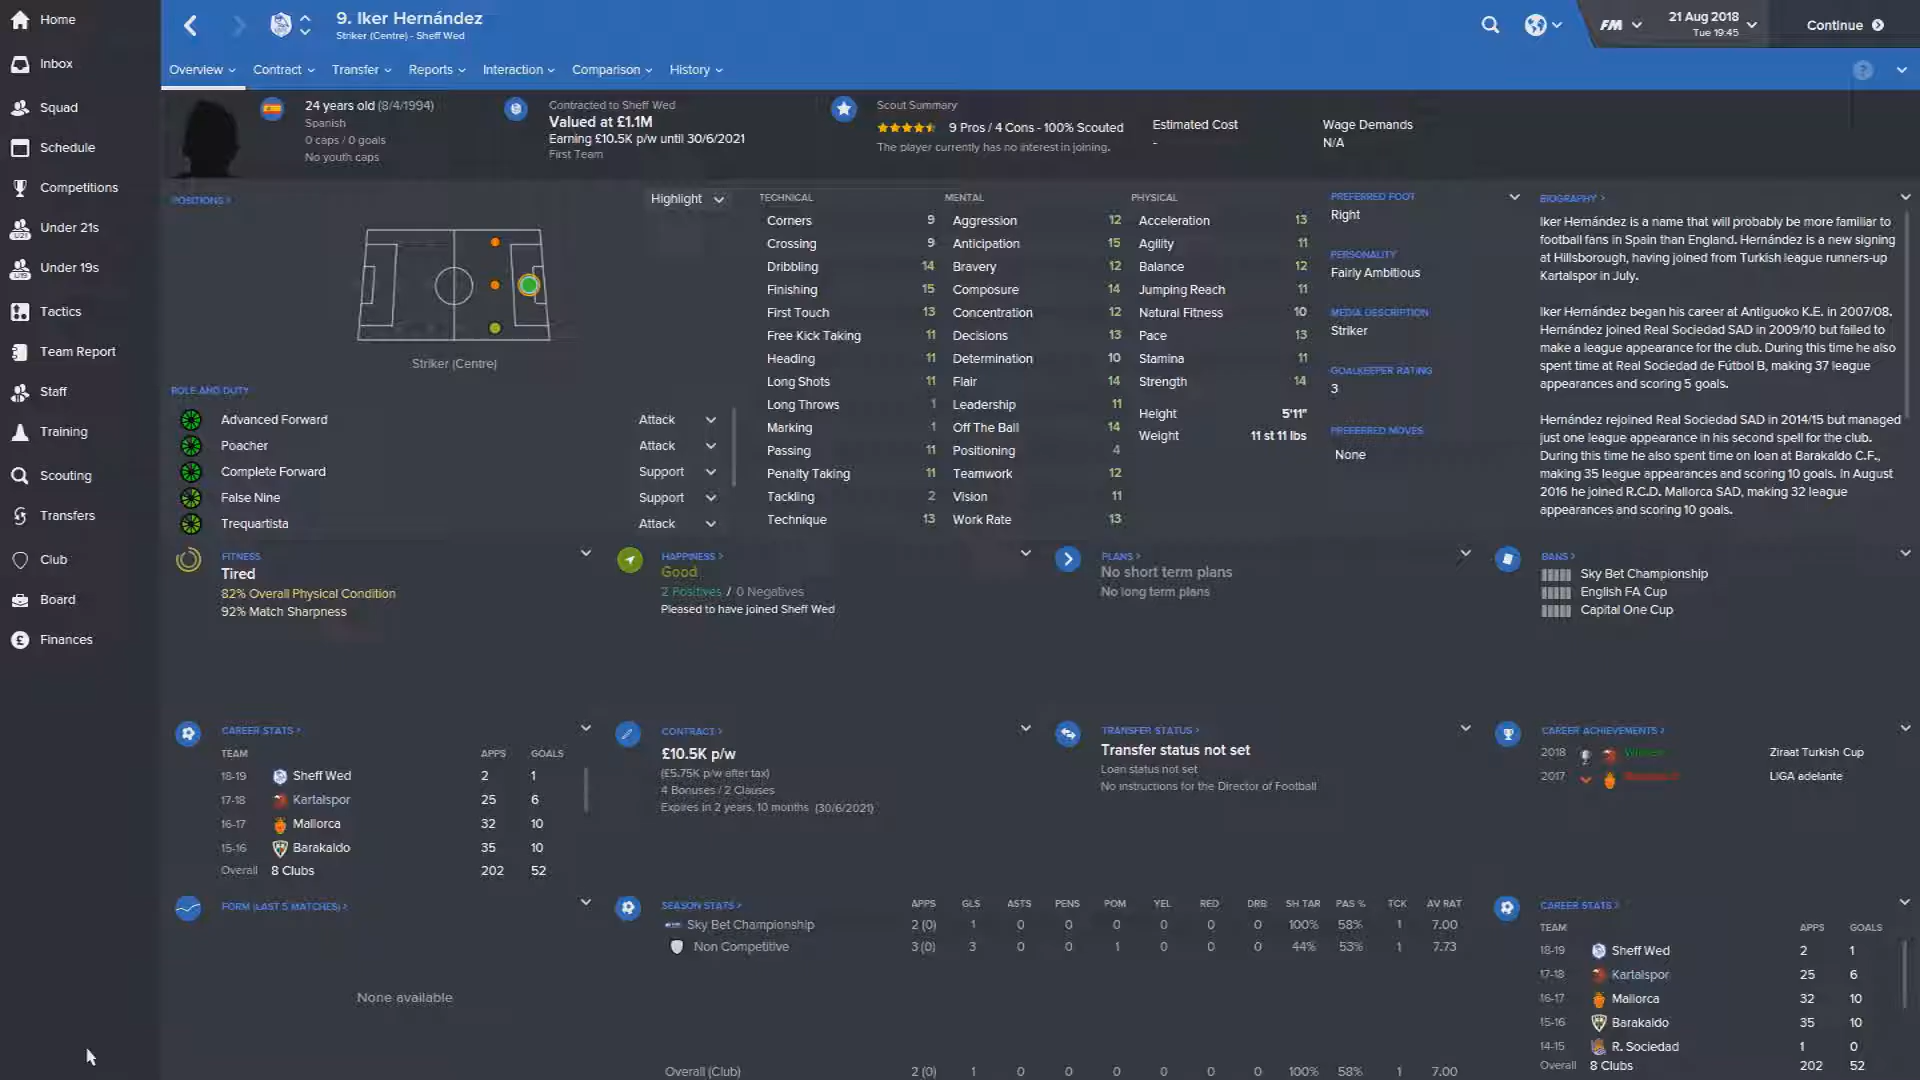 Home
Inbox
Squad
Schedule
Competitions
Under 21s
Under 19s
Tactics
Team Report
Staff
Training
Scouting
Transfers
Club
Board
Finances
9. Iker Hernández
Striker (Centre) - Sheff Wed
FM
21 Aug 2018
Tue 19:45
Continue
Overview Contract Transfer Reports Interaction Comparison History
24 years old (8/4/1994)
Spanish
0 caps / 0 goals
No youth caps
Contracted to Sheff Wed
Valued at £1.1M
Earning £10.5K p/w until 30/6/2021
First Team
Scout Summary
9 Pros / 4 Cons - 100% Scouted
The player currently has no interest in joining.
Estimated Cost
-
Wage Demands
N/A
POSITIONS >
Highlight
Striker (Centre)
ROLE AND DUTY
Advanced Forward Attack
Poacher Attack
Complete Forward Support
False Nine Support
Trequartista Attack
TECHNICAL
Corners 9
Crossing 9
Dribbling 14
Finishing 15
First Touch 13
Free Kick Taking 11
Heading 11
Long Shots 11
Long Throws 1
Marking 1
Passing 11
Penalty Taking 11
Tackling 2
Technique 13
MENTAL
Aggression 12
Anticipation 15
Bravery 12
Composure 14
Concentration 12
Decisions 13
Determination 10
Flair 14
Leadership 11
Off The Ball 14
Positioning 4
Teamwork 12
Vision 11
Work Rate 13
PHYSICAL
Acceleration 13
Agility 11
Balance 12
Jumping Reach 11
Natural Fitness 10
Pace 13
Stamina 11
Strength 14
Height 5'11"
Weight 11 st 11 lbs
PREFERRED FOOT
Right
PERSONALITY
Fairly Ambitious
MEDIA DESCRIPTION
Striker
GOALKEEPER RATING
3
PREFERRED MOVES
None
BIOGRAPHY >
Iker Hernández is a name that will probably be more familiar to
football fans in Spain than England. Hernández is a new signing
at Hillsborough, having joined from Turkish league runners-up
Kartalspor in July.
Iker Hernández began his career at Antiguoko K.E. in 2007/08.
Hernández joined Real Sociedad SAD in 2009/10 but failed to
make a league appearance for the club. During this time he also
spent time at Real Sociedad de Fútbol B, making 37 league
appearances and scoring 5 goals.
Hernández rejoined Real Sociedad SAD in 2014/15 but managed
just one league appearance in his second spell for the club.
During this time he also spent time on loan at Barakaldo C.F.,
making 35 league appearances and scoring 10 goals. In August
2016 he joined R.C.D. Mallorca SAD, making 32 league
appearances and scoring 10 goals.
FITNESS
Tired
82% Overall Physical Condition
92% Match Sharpness
HAPPINESS >
Good
2 Positives / 0 Negatives
Pleased to have joined Sheff Wed
PLANS >
No short term plans
No long term plans
BANS >
Sky Bet Championship
English FA Cup
Capital One Cup
CAREER STATS >
TEAM APPS GOALS
18-19 Sheff Wed 2 1
17-18 Kartalspor 25 6
16-17 Mallorca 32 10
15-16 Barakaldo 35 10
Overall 8 Clubs 202 52
CONTRACT >
£10.5K p/w
(£5.75K p/w after tax)
4 Bonuses / 2 Clauses
Expires in 2 years, 10 months (30/6/2021)
TRANSFER STATUS >
Transfer status not set
Loan status not set
No instructions for the Director of Football
CAREER ACHIEVEMENTS >
2018 Ziraat Turkish Cup
2017 LIGA adelante
FORM (LAST 5 MATCHES) >
None available
SEASON STATS > APPS GLS ASTS PENS POM YEL RED DRB SH TAR PAS % TCK AV RAT
Sky Bet Championship 2 (0) 1 0 0 0 0 0 0 100% 58% 1 7.00
Non Competitive 3 (0) 3 0 0 1 0 0 0 44% 53% 1 7.73
Overall (Club) 2 (0) 1 0 0 0 0 0 0 100% 58% 1 7.00
CAREER STATS >
TEAM APPS GOALS
18-19 Sheff Wed 2 1
17-18 Kartalspor 25 6
16-17 Mallorca 32 10
15-16 Barakaldo 35 10
14-15 R. Sociedad 1 0
Overall 8 Clubs 202 52